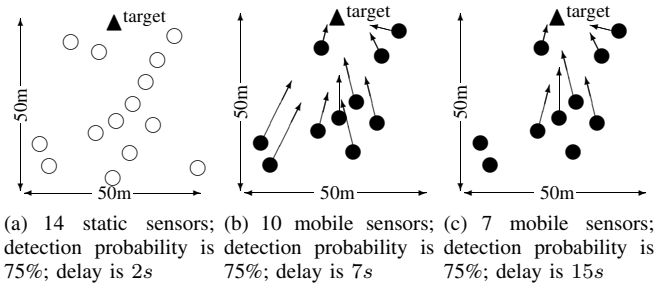 target
target
target
50m
50m
50m
50m
50m
50m
(a) 14 static sensors; detection probability is 75%; delay is 2s
(b) 10 mobile sensors; detection probability is 75%; delay is 7s
(c) 7 mobile sensors; detection probability is 75%; delay is 15s